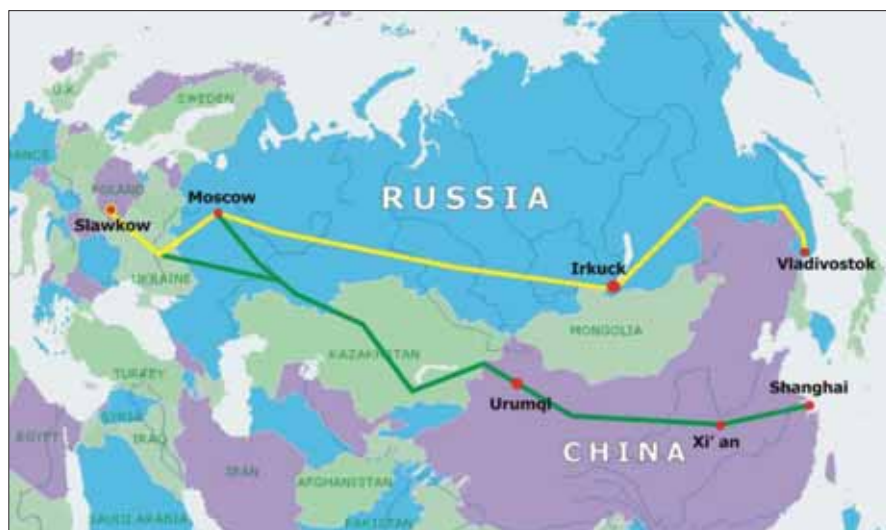 U.K.
SWEDEN
RUSSIA
POLAND
Moscow
Slawkow
UKRAINE
Irkuck
Vladivostok
MONGOLIA
KAZAKHSTAN
TURKEY
Urumqi
Shanghai
Xi' an
SYRIA
IRAQ
EGYPT
IRAN
CHINA
AFGHANISTAN
SAUDI ARABIA
PAKISTAN